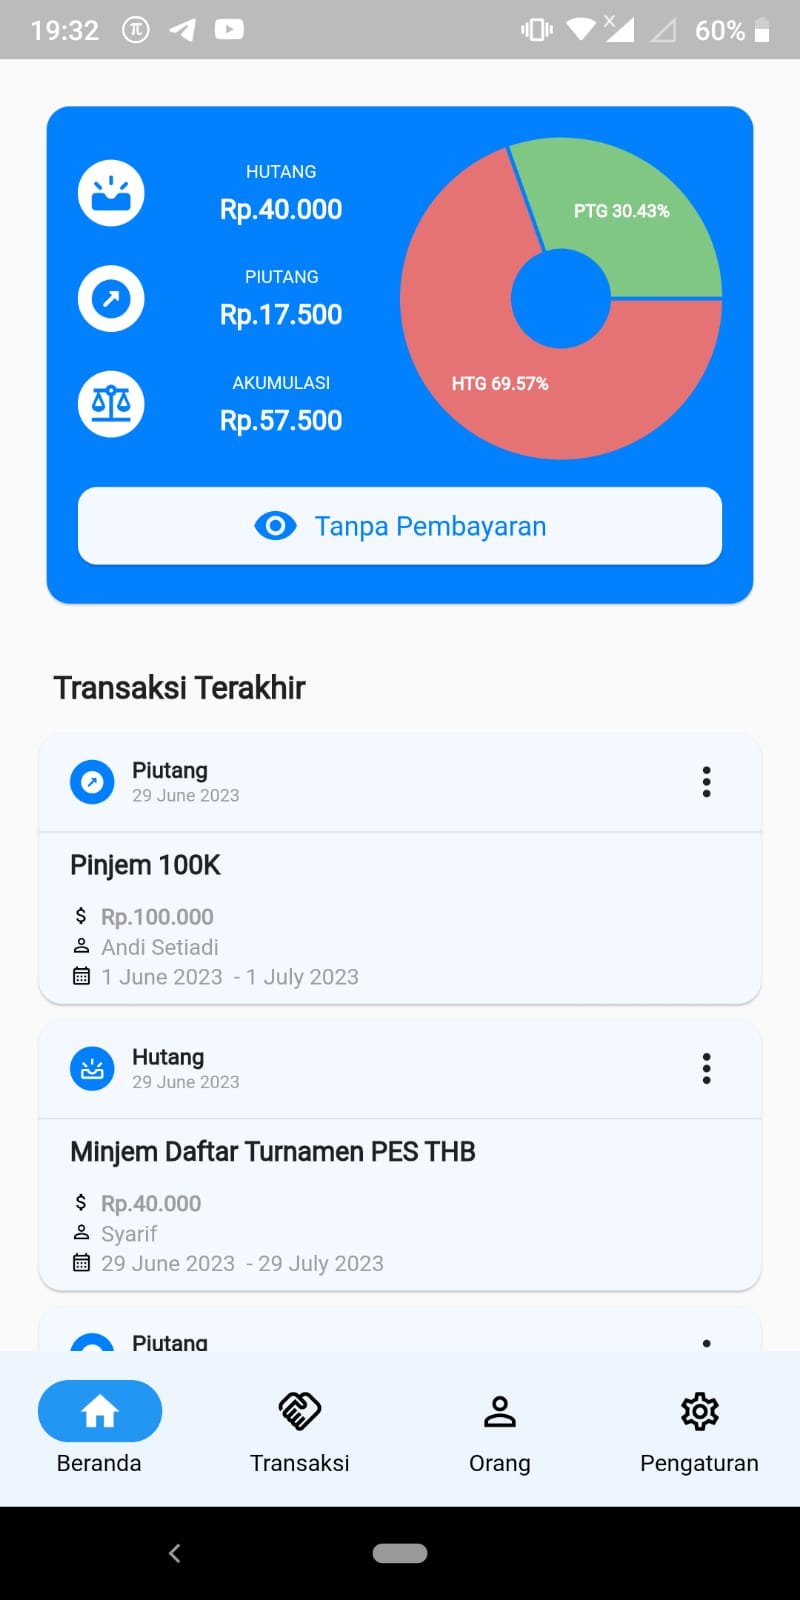 19:32
60%
HUTANG
Rp.40.000
PIUTANG
Rp.17.500
AKUMULASI
Rp.57.500
PTG 30.43%
HTG 69.57%
Tanpa Pembayaran
Transaksi Terakhir
Piutang
29 June 2023
Pinjem 100K
Rp.100.000
Andi Setiadi
1 June 2023 - 1 July 2023
Hutang
29 June 2023
Minjem Daftar Turnamen PES THB
Rp.40.000
Syarif
29 June 2023 - 29 July 2023
Piutang
Beranda
Transaksi
Orang
Pengaturan